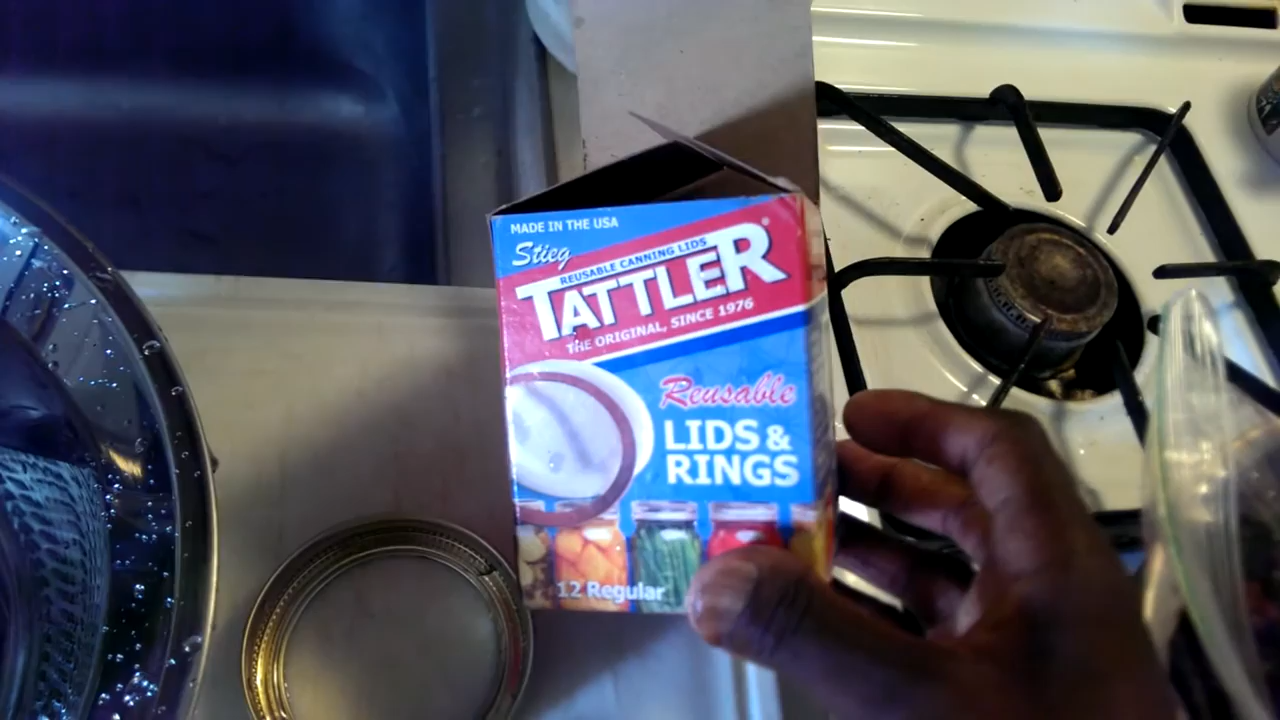 MADE IN THE USA
Stieg
REUSABLE CANNING LIDS
TATTLER®
THE ORIGINAL, SINCE 1976
Reusable
LIDS &
RINGS
12 Regular